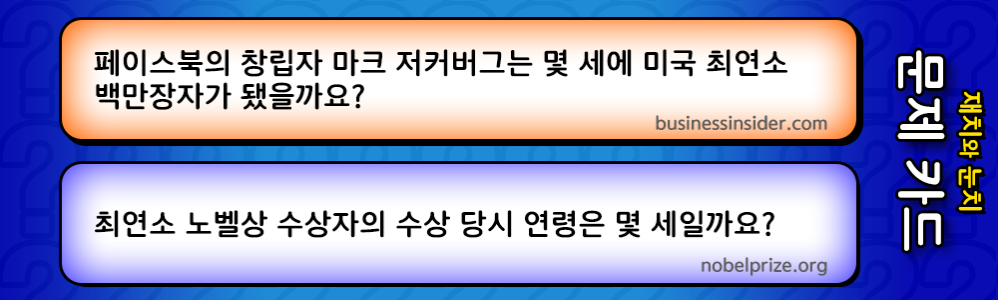 페이스북의 창립자 마크 저커버그는 몇 세에 미국 최연소
백만장자가 됐을까요?
businessinsider.com
최연소 노벨상 수상자의 수상 당시 연령은 몇 세일까요?
nobelprize.org
재치와 눈치
문제 카드